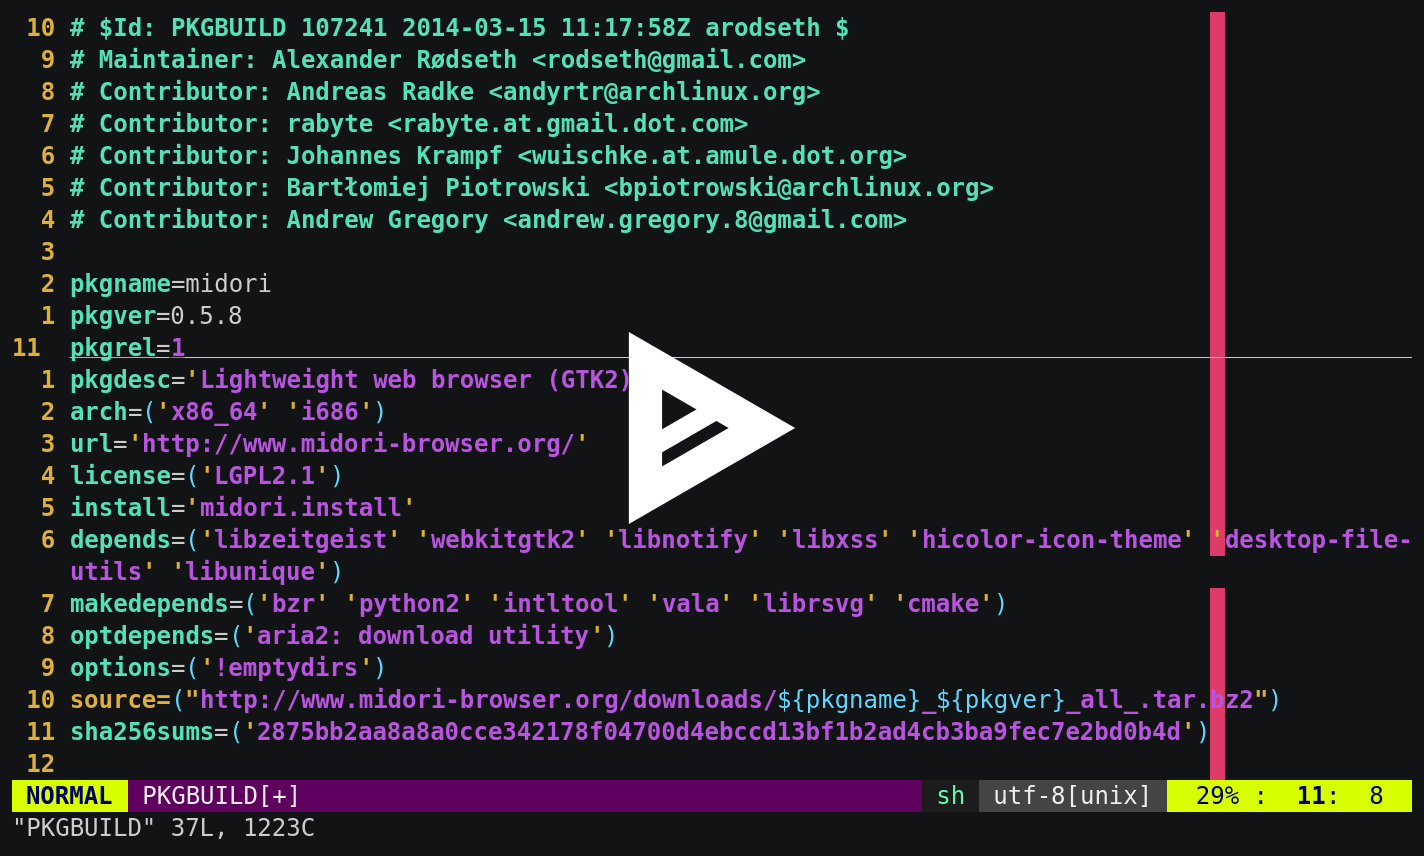 10 # $Id: PKGBUILD 107241 2014-03-15 11:17:58Z arodseth $
9 # Maintainer: Alexander Rødseth <rodseth@gmail.com>
8 # Contributor: Andreas Radke <andyrtr@archlinux.org>
7 # Contributor: rabyte <rabyte.at.gmail.dot.com>
6 # Contributor: Johannes Krampf <wuischke.at.amule.dot.org>
5 # Contributor: Bartłomiej Piotrowski <bpiotrowski@archlinux.org>
4 # Contributor: Andrew Gregory <andrew.gregory.8@gmail.com>
3
2 pkgname=midori
1 pkgver=0.5.8
11 pkgrel=1
1 pkgdesc='Lightweight web browser (GTK2)
2 arch=('x86_64' 'i686')
3 url='http://www.midori-browser.org/'
4 license=('LGPL2.1')
5 install='midori.install'
6 depends=('libzeitgeist' 'webkitgtk2' 'libnotify' 'libxss' 'hicolor-icon-theme' 'desktop-file-
utils' 'libunique')
7 makedepends=('bzr' 'python2' 'intltool' 'vala' 'librsvg' 'cmake')
8 optdepends=('aria2: download utility')
9 options=('!emptydirs')
10 source=("http://www.midori-browser.org/downloads/${pkgname}_${pkgver}_all_.tar.bz2")
11 sha256sums=('2875bb2aa8a8a0cce342178f04700d4ebccd13bf1b2ad4cb3ba9fec7e2bd0b4d')
12
NORMAL PKGBUILD[+] sh utf-8[unix] 29% : 11: 8
"PKGBUILD" 37L, 1223C